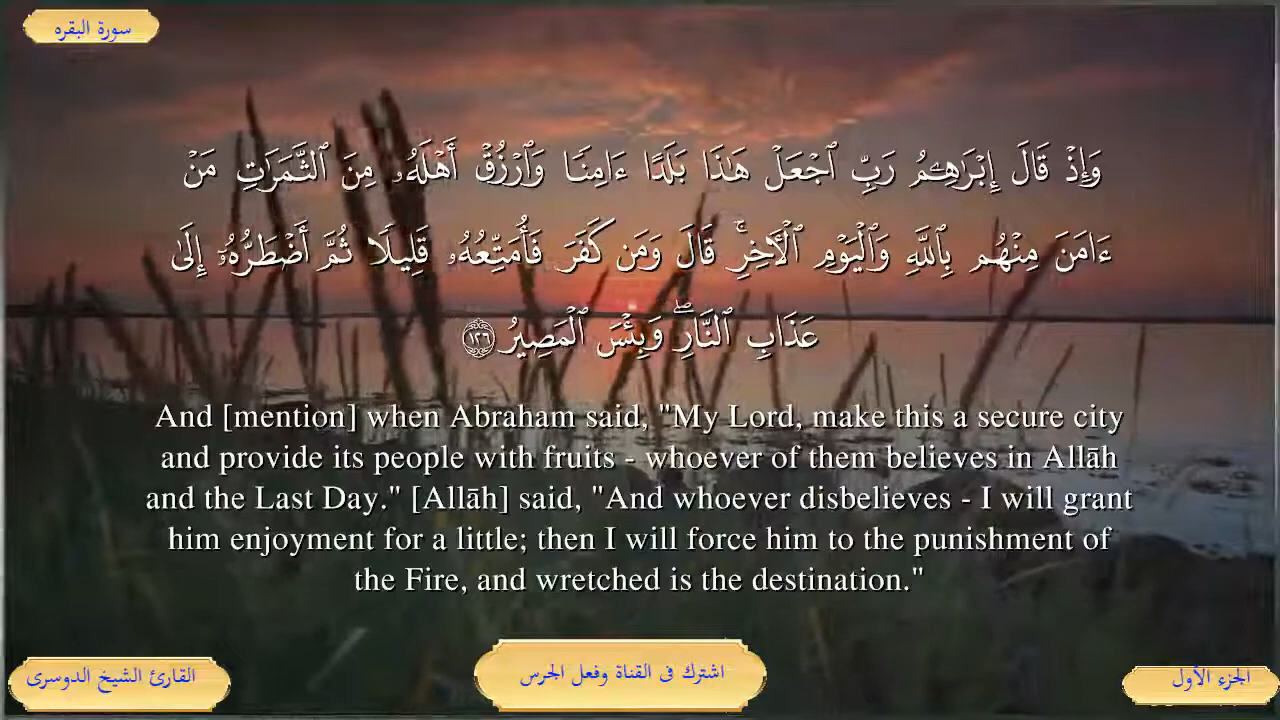 سورة البقره
وَإِذْ قَالَ إِبْرَٰهِـۧمُ رَبِّ ٱجْعَلْ هَـٰذَا بَلَدًا ءَامِنًا وَٱرْزُقْ أَهْلَهُۥ مِنَ ٱلثَّمَرَٰتِ مَنْ
ءَامَنَ مِنْهُم بِٱللَّهِ وَٱلْيَوْمِ ٱلْـَٔاخِرِ ۚ قَالَ وَمَن كَفَرَ فَأُمَتِّعُهُۥ قَلِيلًا ثُمَّ أَضْطَرُّهُۥٓ إِلَىٰ
عَذَابِ ٱلنَّارِ ۖ وَبِئْسَ ٱلْمَصِيرُ ١٢٦
And [mention] when Abraham said, "My Lord, make this a secure city
and provide its people with fruits - whoever of them believes in Allāh
and the Last Day." [Allāh] said, "And whoever disbelieves - I will grant
him enjoyment for a little; then I will force him to the punishment of
the Fire, and wretched is the destination."
الجزء الأول
اشترك فى القناة وفعل الجرس
القارئ الشيخ الدوسرى